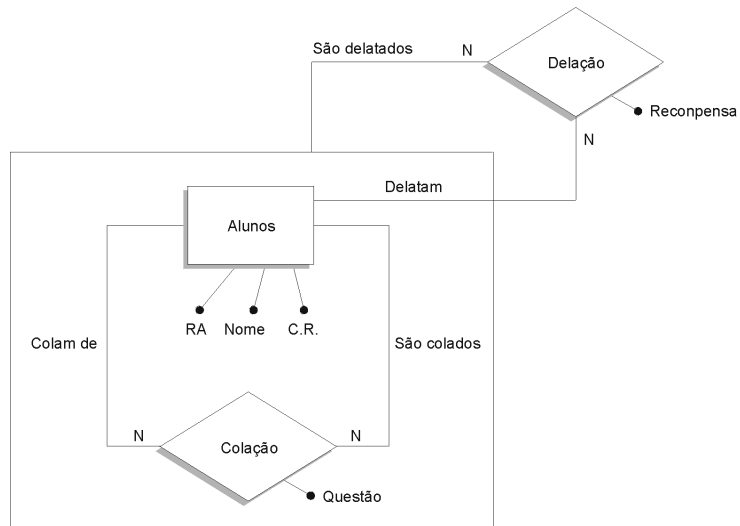 São delatados
N
Delação
Reconpensa
N
Delatam
Alunos
RA
Nome
C.R.
Colam de
São colados
N
N
Colação
Questão